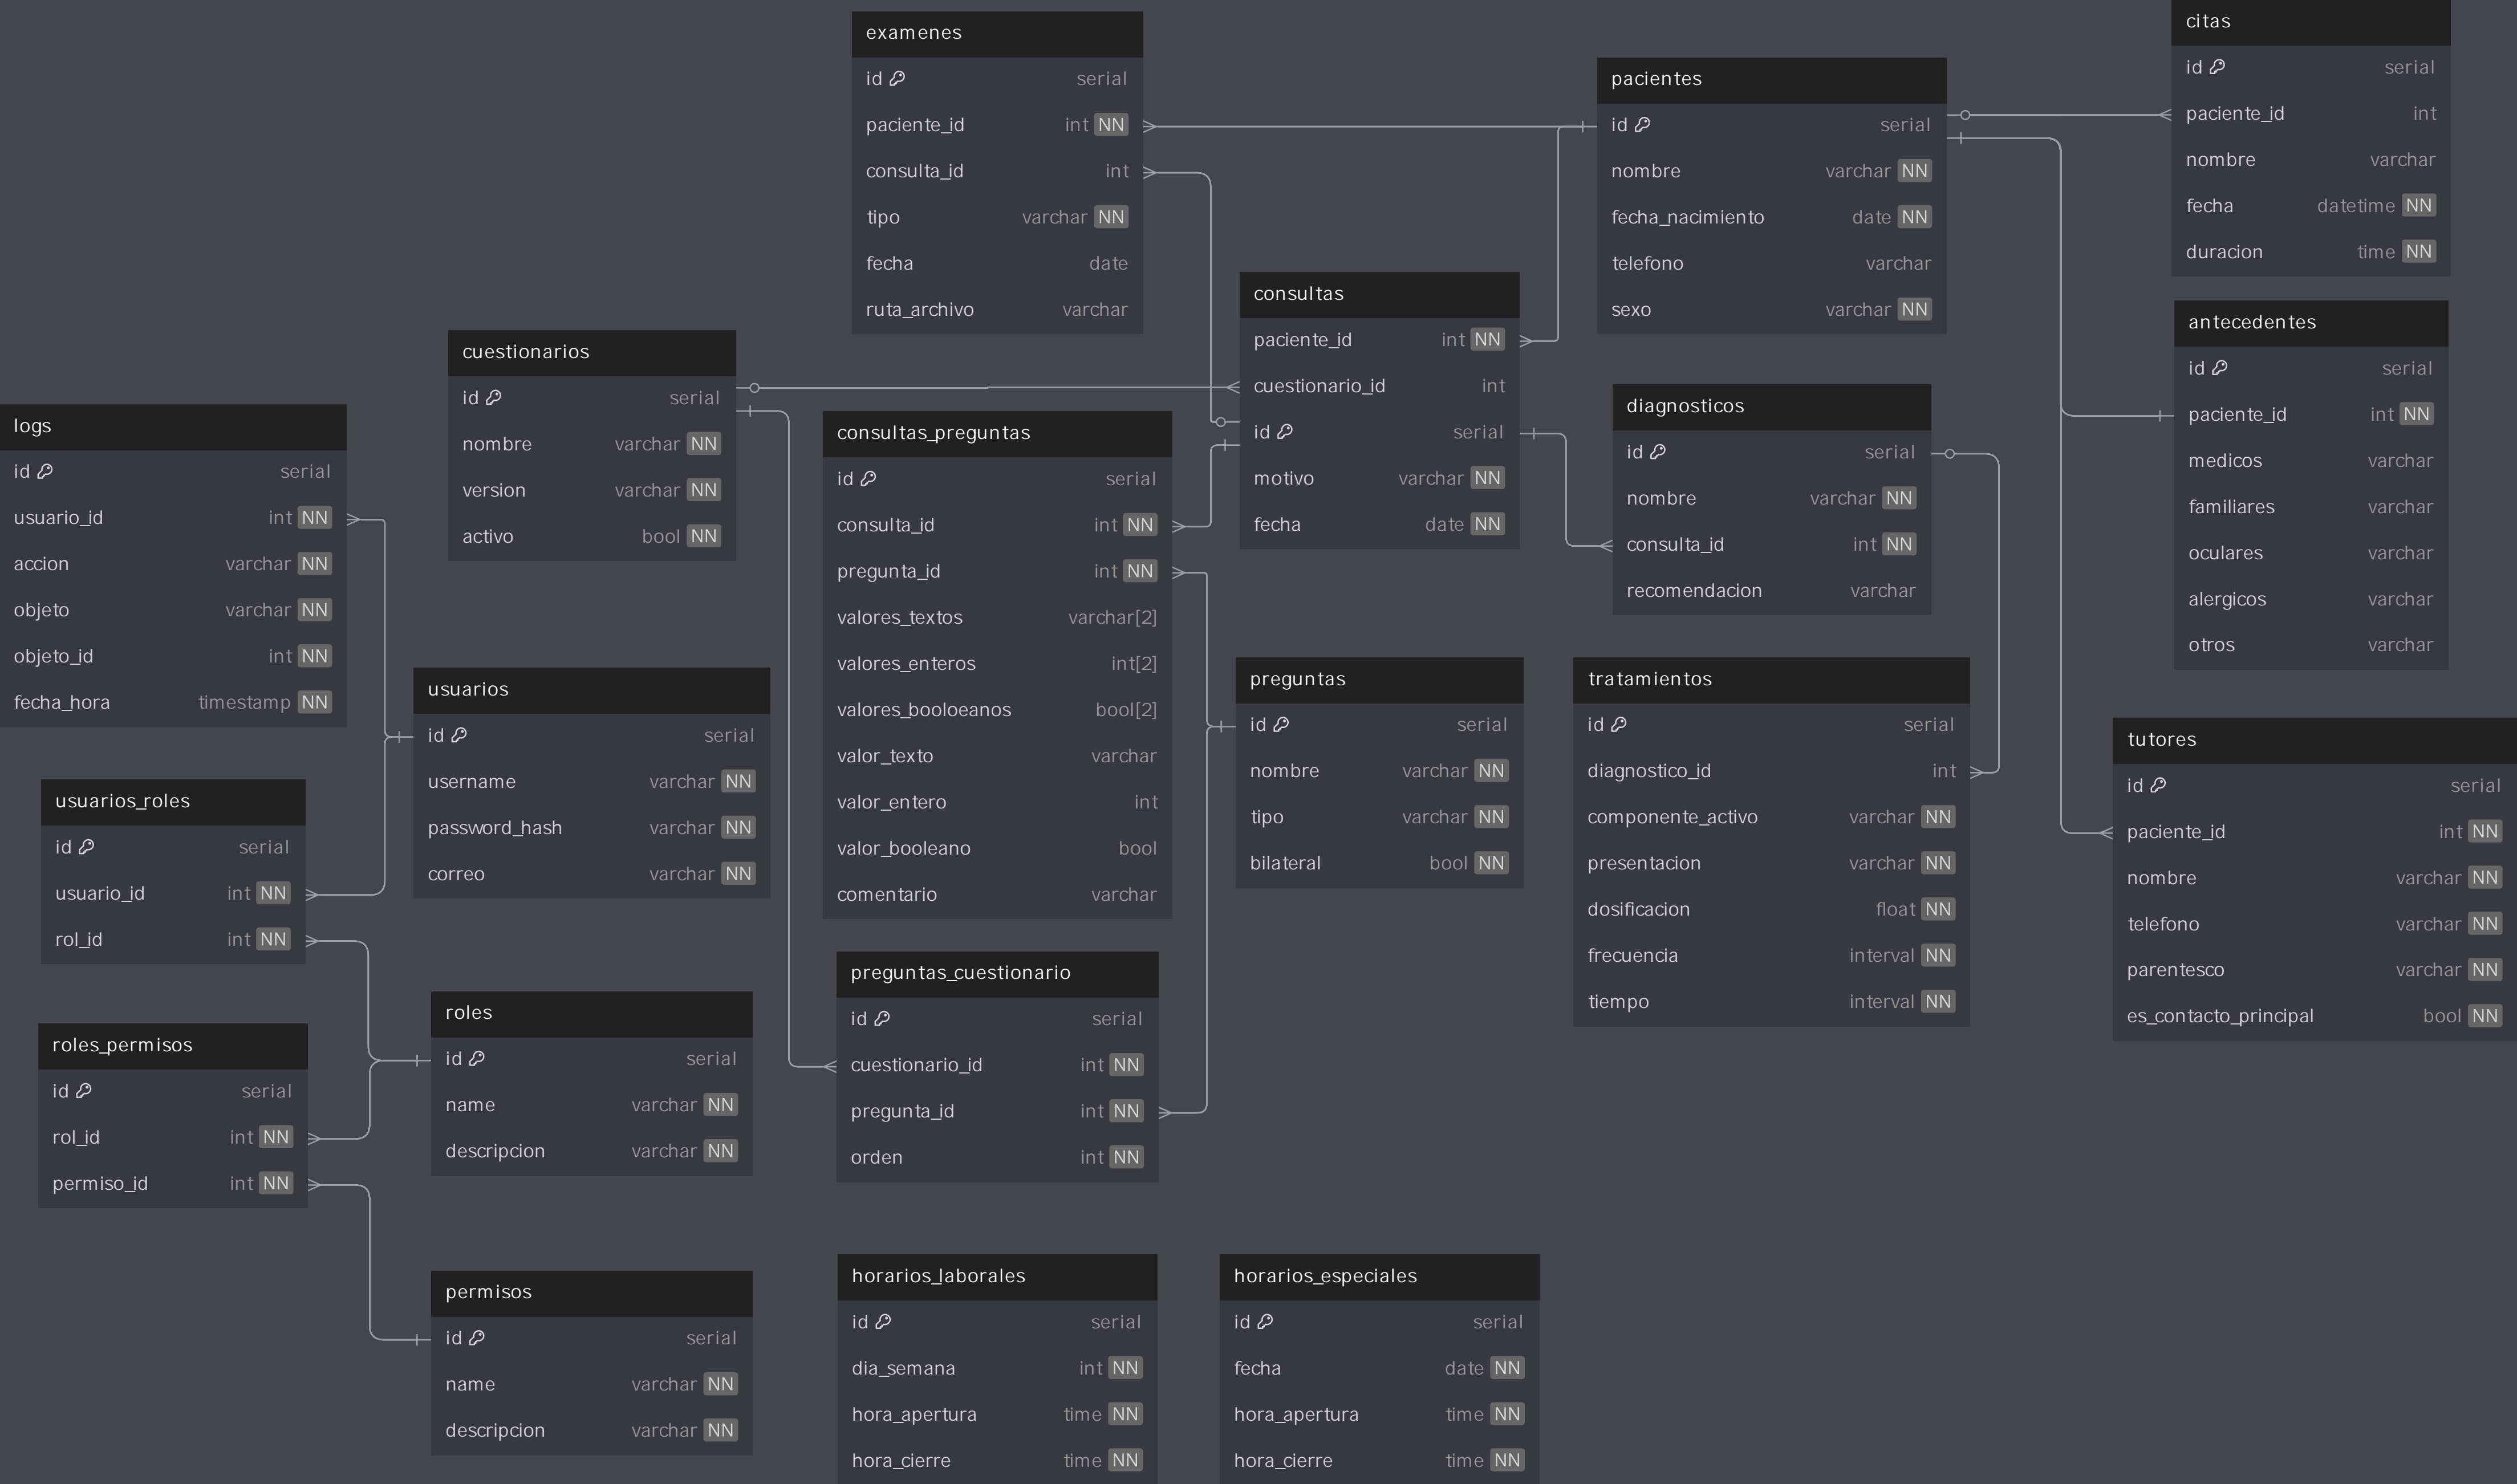 examenes
id serial
paciente_id int NN
consulta_id int
tipo varchar NN
fecha date
ruta_archivo varchar
pacientes
id serial
nombre varchar NN
fecha_nacimiento date NN
telefono varchar
sexo varchar NN
citas
id serial
paciente_id int
nombre varchar
fecha datetime NN
duracion time NN
consultas
paciente_id int NN
cuestionario_id int
id serial
motivo varchar NN
fecha date NN
antecedentes
id serial
paciente_id int NN
medicos varchar
familiares varchar
oculares varchar
alergicos varchar
otros varchar
cuestionarios
id serial
nombre varchar NN
version varchar NN
activo bool NN
diagnosticos
id serial
nombre varchar NN
consulta_id int NN
recomendacion varchar
logs
id serial
usuario_id int NN
accion varchar NN
objeto varchar NN
objeto_id int NN
fecha_hora timestamp NN
consultas_preguntas
id serial
consulta_id int NN
pregunta_id int NN
valores_textos varchar[2]
valores_enteros int[2]
valores_booloeanos bool[2]
valor_texto varchar
valor_entero int
valor_booleano bool
comentario varchar
usuarios
id serial
username varchar NN
password_hash varchar NN
correo varchar NN
preguntas
id serial
nombre varchar NN
tipo varchar NN
bilateral bool NN
tratamientos
id serial
diagnostico_id int
componente_activo varchar NN
presentacion varchar NN
dosificacion float NN
frecuencia interval NN
tiempo interval NN
tutores
id serial
paciente_id int NN
nombre varchar NN
telefono varchar NN
parentesco varchar NN
es_contacto_principal bool NN
usuarios_roles
id serial
usuario_id int NN
rol_id int NN
preguntas_cuestionario
id serial
cuestionario_id int NN
pregunta_id int NN
orden int NN
roles
id serial
name varchar NN
descripcion varchar NN
roles_permisos
id serial
rol_id int NN
permiso_id int NN
permisos
id serial
name varchar NN
descripcion varchar NN
horarios_laborales
id serial
dia_semana int NN
hora_apertura time NN
hora_cierre time NN
horarios_especiales
id serial
fecha date NN
hora_apertura time NN
hora_cierre time NN